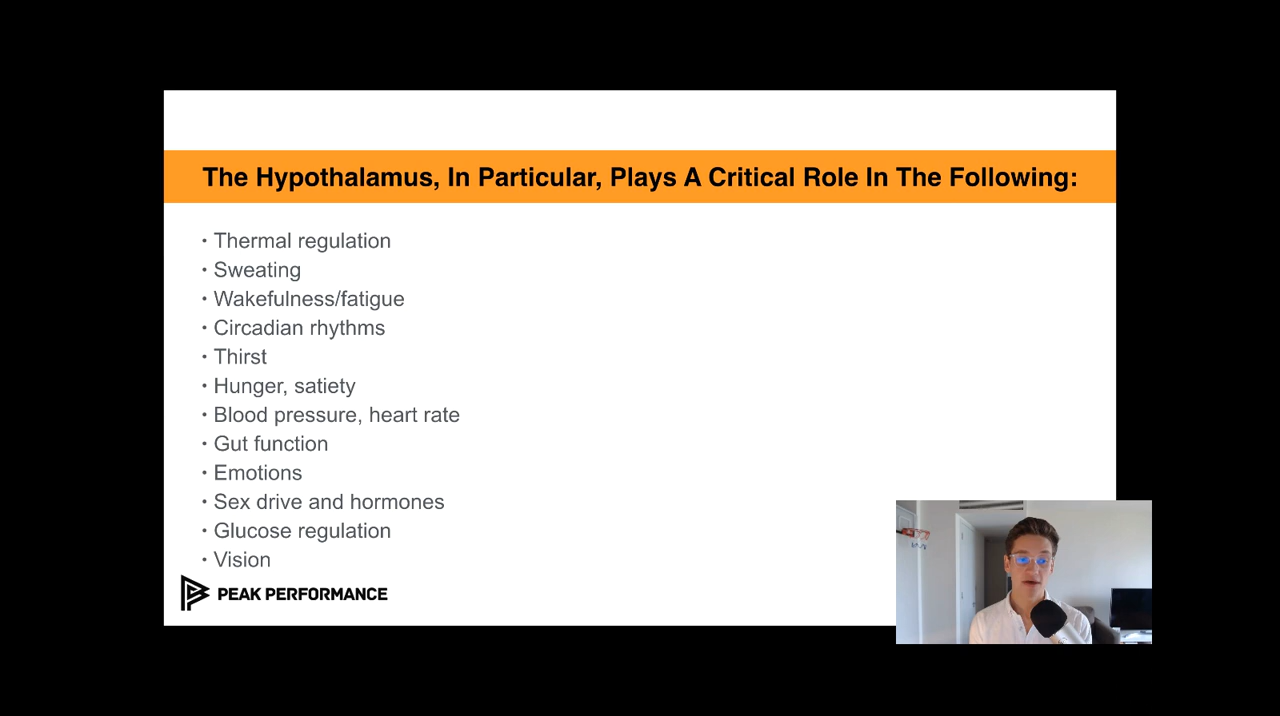 The Hypothalamus, In Particular, Plays A Critical Role In The Following:
• Thermal regulation
• Sweating
• Wakefulness/fatigue
• Circadian rhythms
• Thirst
• Hunger, satiety
• Blood pressure, heart rate
• Gut function
• Emotions
• Sex drive and hormones
• Glucose regulation
• Vision
PEAK PERFORMANCE